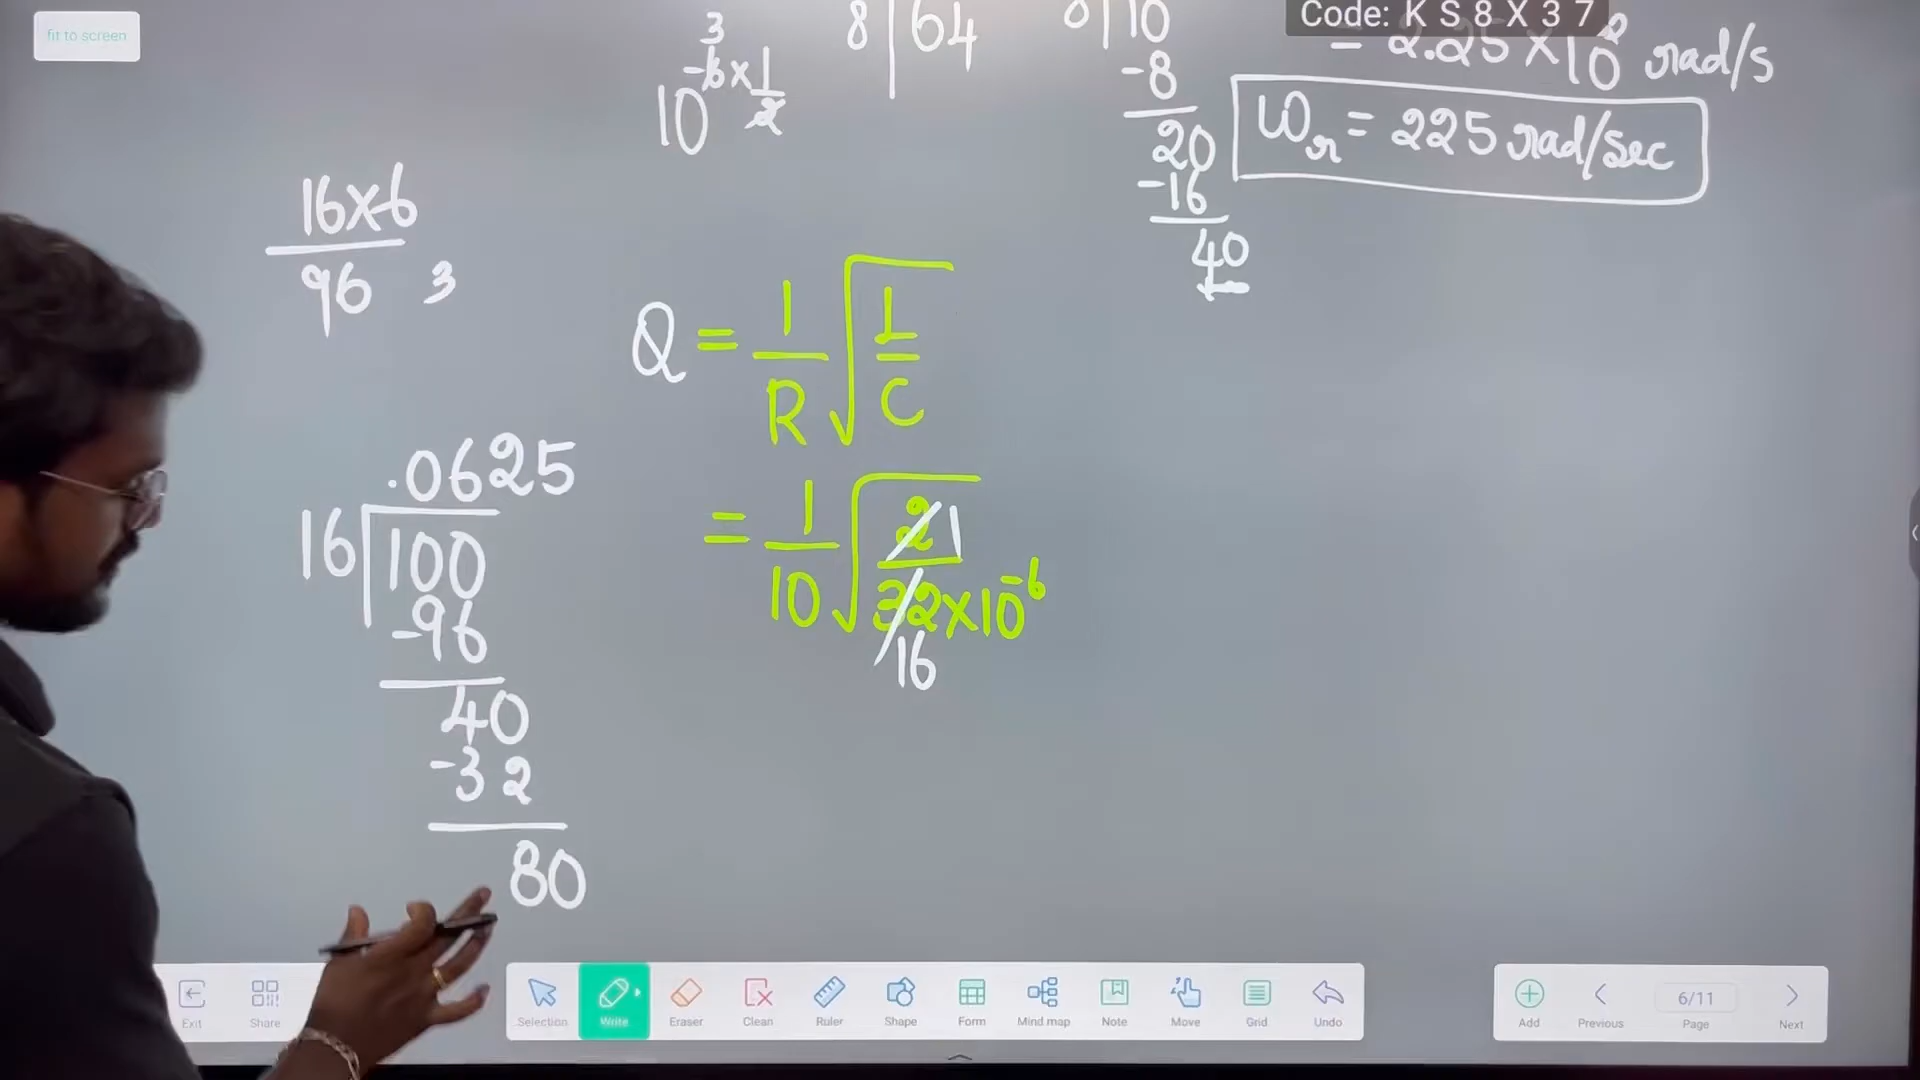 fit to screen
Code: K S 8 X 3 7
10^{-6 × 1/2} 3
8 | 64
10
-8
20
-16
40
= 2.25 × 10^2 rad/s
ω_r = 225 rad/sec
16×6
96 3
Q = 1/R √(L/C)
= 1/10 √(2/32×10^-6) 1 16
.0625
16 100
-96
40
-32
80
Exit Share Selection Write Eraser Clean Ruler Shape Form Mind map Note Move Grid Undo Add Previous 6/11 Page Next